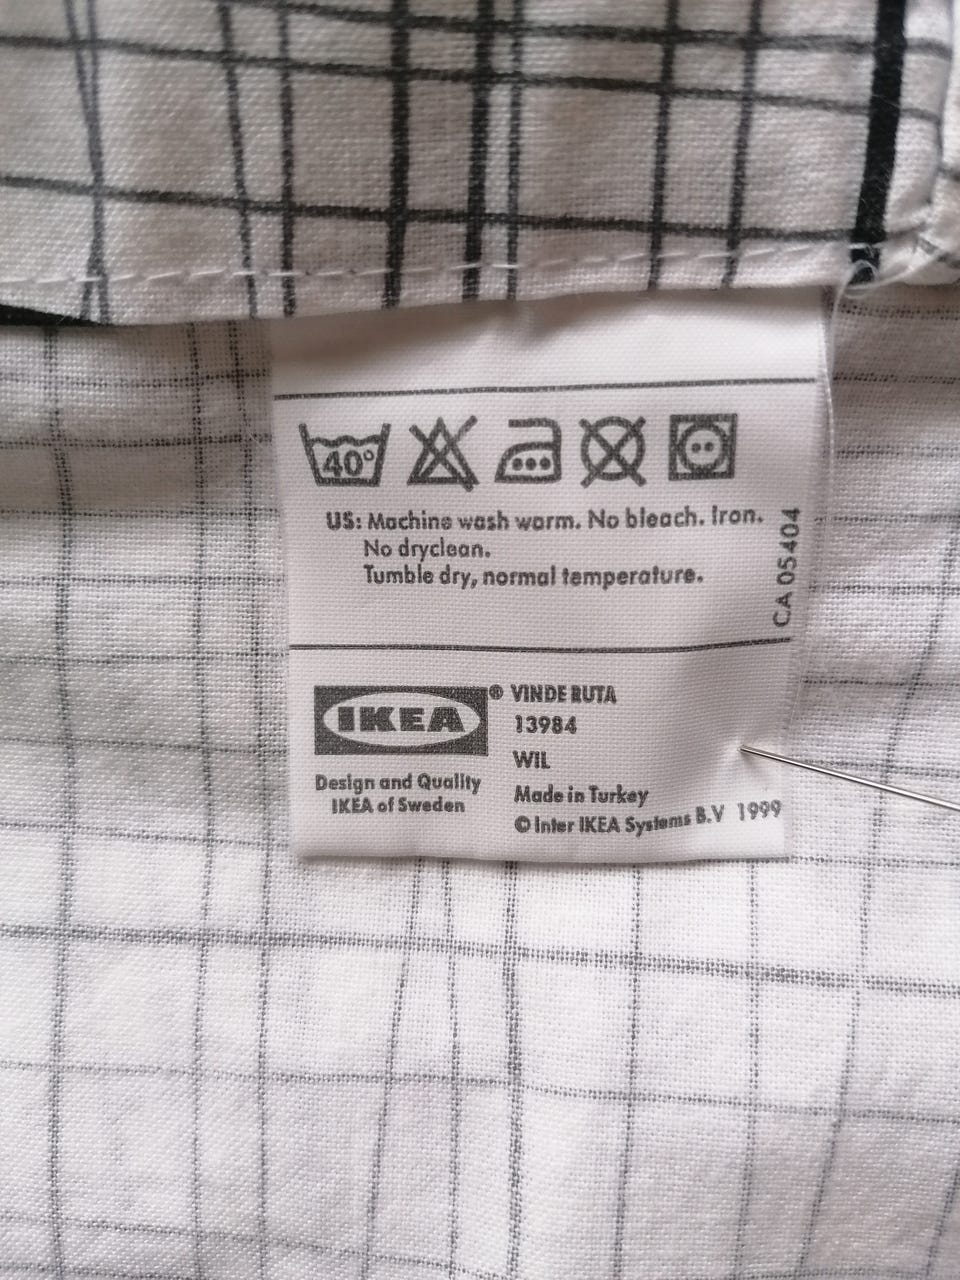 40°
US: Machine wash warm. No bleach. Iron.
No dryclean.
Tumble dry, normal temperature.
CA 05404
IKEA®
Design and Quality
IKEA of Sweden
VINDE RUTA
13984
WIL
Made in Turkey
© Inter IKEA Systems B.V 1999